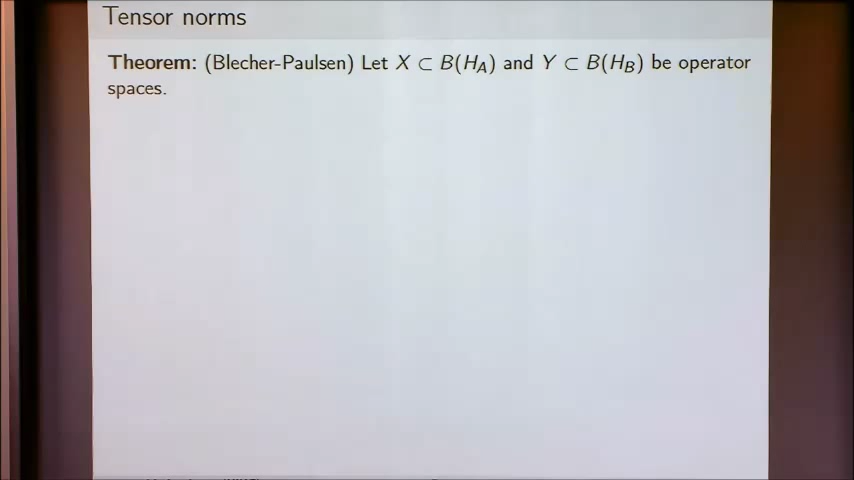 Tensor norms
Theorem: (Blecher-Paulsen) Let X ⊂ B(H_A) and Y ⊂ B(H_B) be operator
spaces.